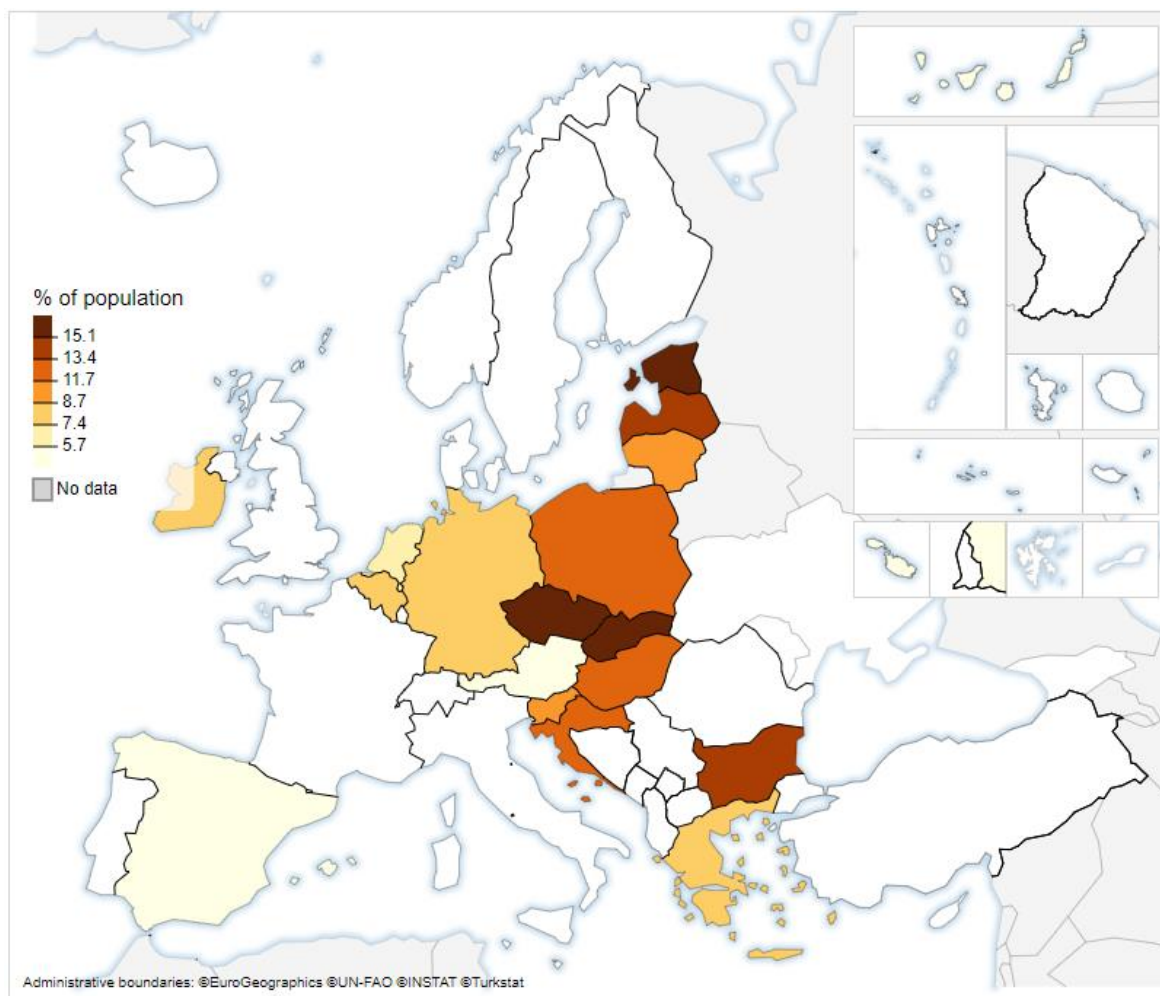 % of population
15.1
13.4
11.7
8.7
7.4
5.7
No data
Administrative boundaries: ©EuroGeographics ©UN-FAO ©INSTAT ©Turkstat